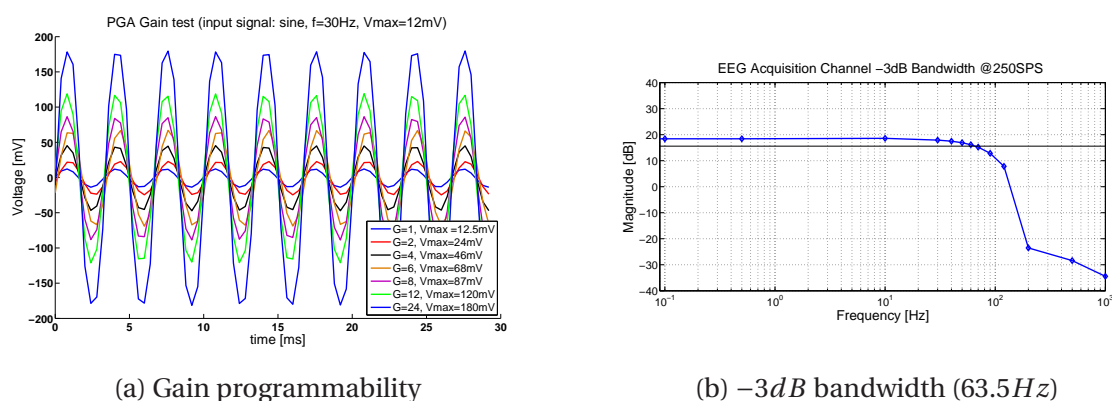 PGA Gain test (input signal: sine, f=30Hz, Vmax=12mV)
200
150
100
50
0
−50
−100
−150
−200
Voltage [mV]
G=1, Vmax =12.5mV
G=2, Vmax=24mV
G=4, Vmax=46mV
G=6, Vmax=68mV
G=8, Vmax=87mV
G=12, Vmax=120mV
G=24, Vmax=180mV
0 5 10 15 20 25 30
time [ms]
(a) Gain programmability
EEG Acquisition Channel −3dB Bandwidth @250SPS
40
30
20
10
0
−10
−20
−30
−40
Magnitude [dB]
10⁻¹ 10⁰ 10¹ 10² 10³
Frequency [Hz]
(b) −3dB bandwidth (63.5Hz)